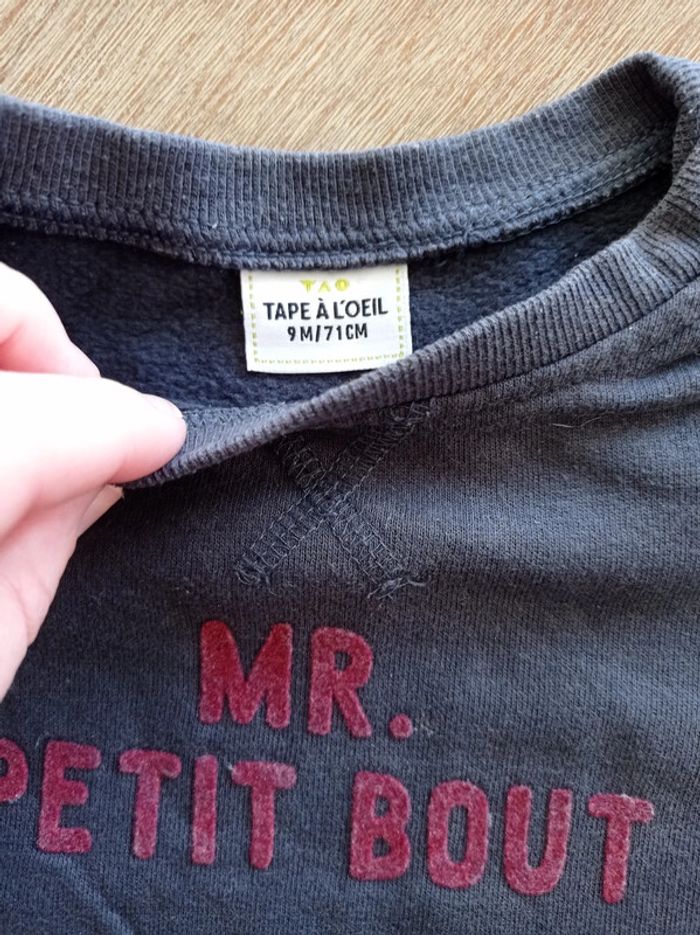 TAO
TAPE À L'OEIL
9M/71CM
MR.
PETIT BOUT